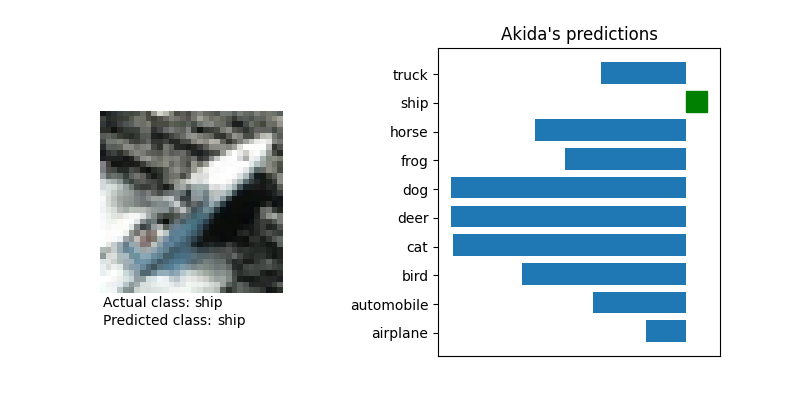 Akida's predictions
truck
ship
horse
frog
dog
deer
cat
bird
automobile
airplane
Actual class: ship
Predicted class: ship